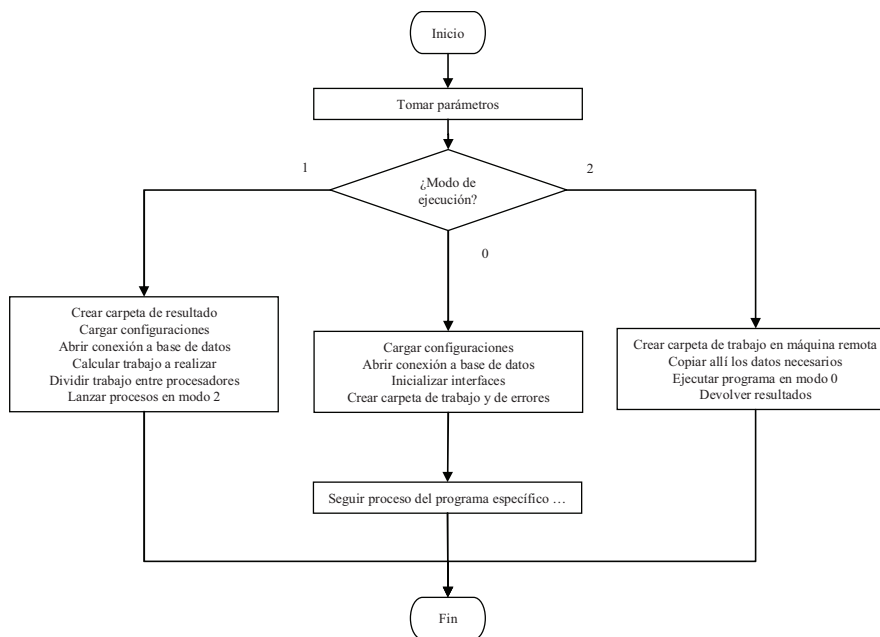 Inicio
Tomar parámetros
1
¿Modo de
ejecución?
2
0
Crear carpeta de resultado
Cargar configuraciones
Abrir conexión a base de datos
Calcular trabajo a realizar
Dividir trabajo entre procesadores
Lanzar procesos en modo 2
Cargar configuraciones
Abrir conexión a base de datos
Inicializar interfaces
Crear carpeta de trabajo y de errores
Crear carpeta de trabajo en máquina remota
Copiar allí los datos necesarios
Ejecutar programa en modo 0
Devolver resultados
Seguir proceso del programa específico …
Fin